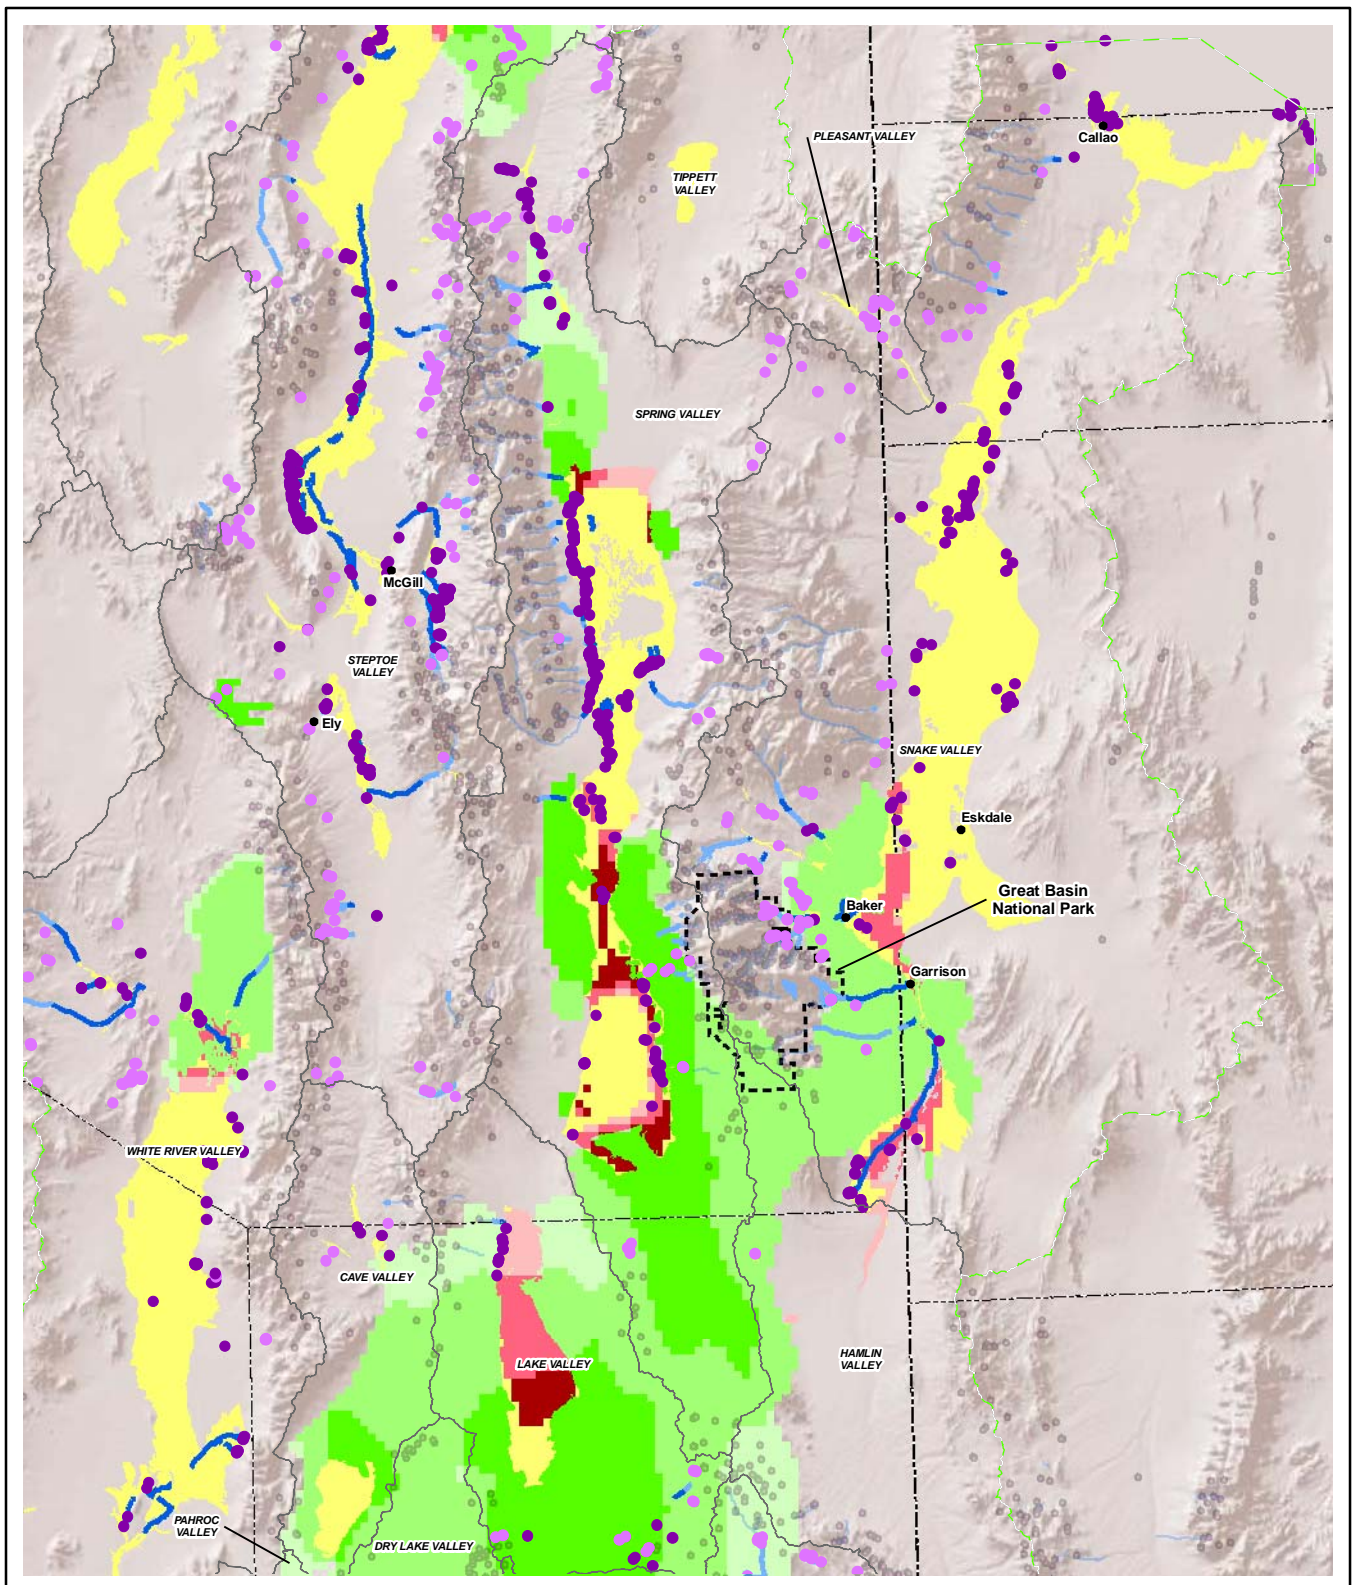 PLEASANT VALLEY
Callao
TIPPETT
VALLEY
SPRING VALLEY
McGill
STEPTOE
VALLEY
Ely
SNAKE VALLEY
Eskdale
Great Basin
National Park
Baker
Garrison
WHITE RIVER VALLEY
CAVE VALLEY
LAKE VALLEY
HAMLIN
VALLEY
PAHROC
VALLEY
DRY LAKE VALLEY